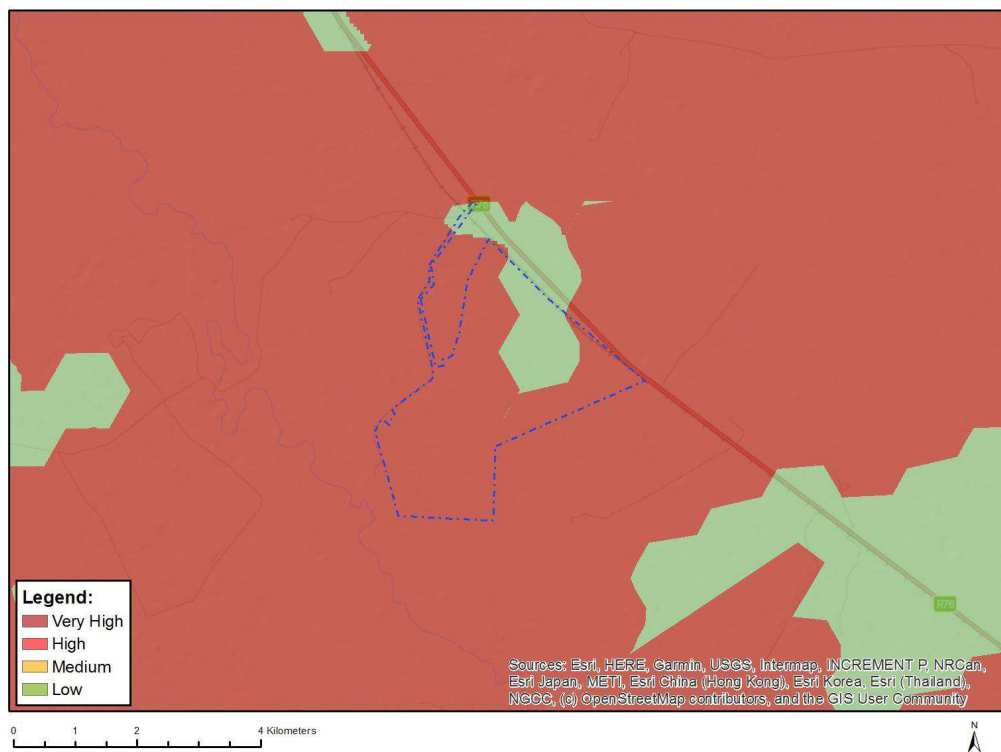 R76
Legend:
Very High
High
Medium
Low
R76
Sources: Esri, HERE, Garmin, USGS, Intermap, INCREMENT P, NRCan,
Esri Japan, METI, Esri China (Hong Kong), Esri Korea, Esri (Thailand),
NGCC, (c) OpenStreetMap contributors, and the GIS User Community
0 1 2 4 Kilometers
N